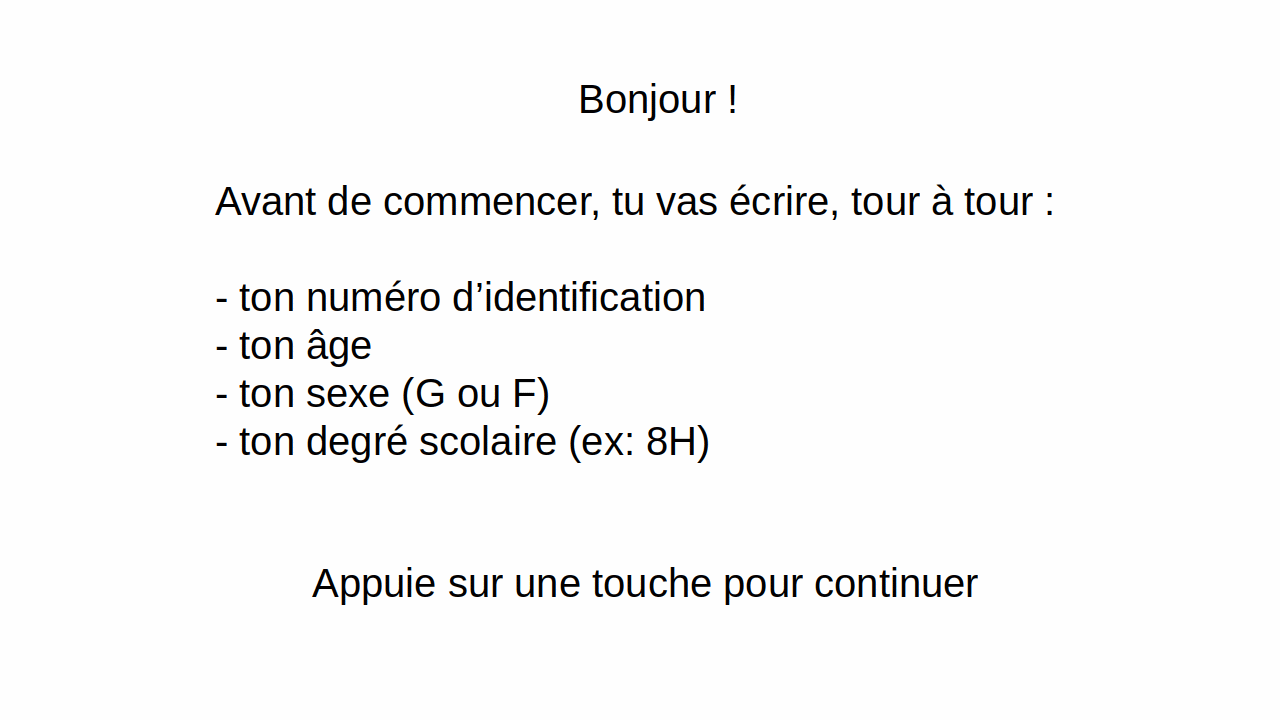 Bonjour !
Avant de commencer, tu vas écrire, tour à tour :
- ton numéro d’identification
- ton âge
- ton sexe (G ou F)
- ton degré scolaire (ex: 8H)
Appuie sur une touche pour continuer